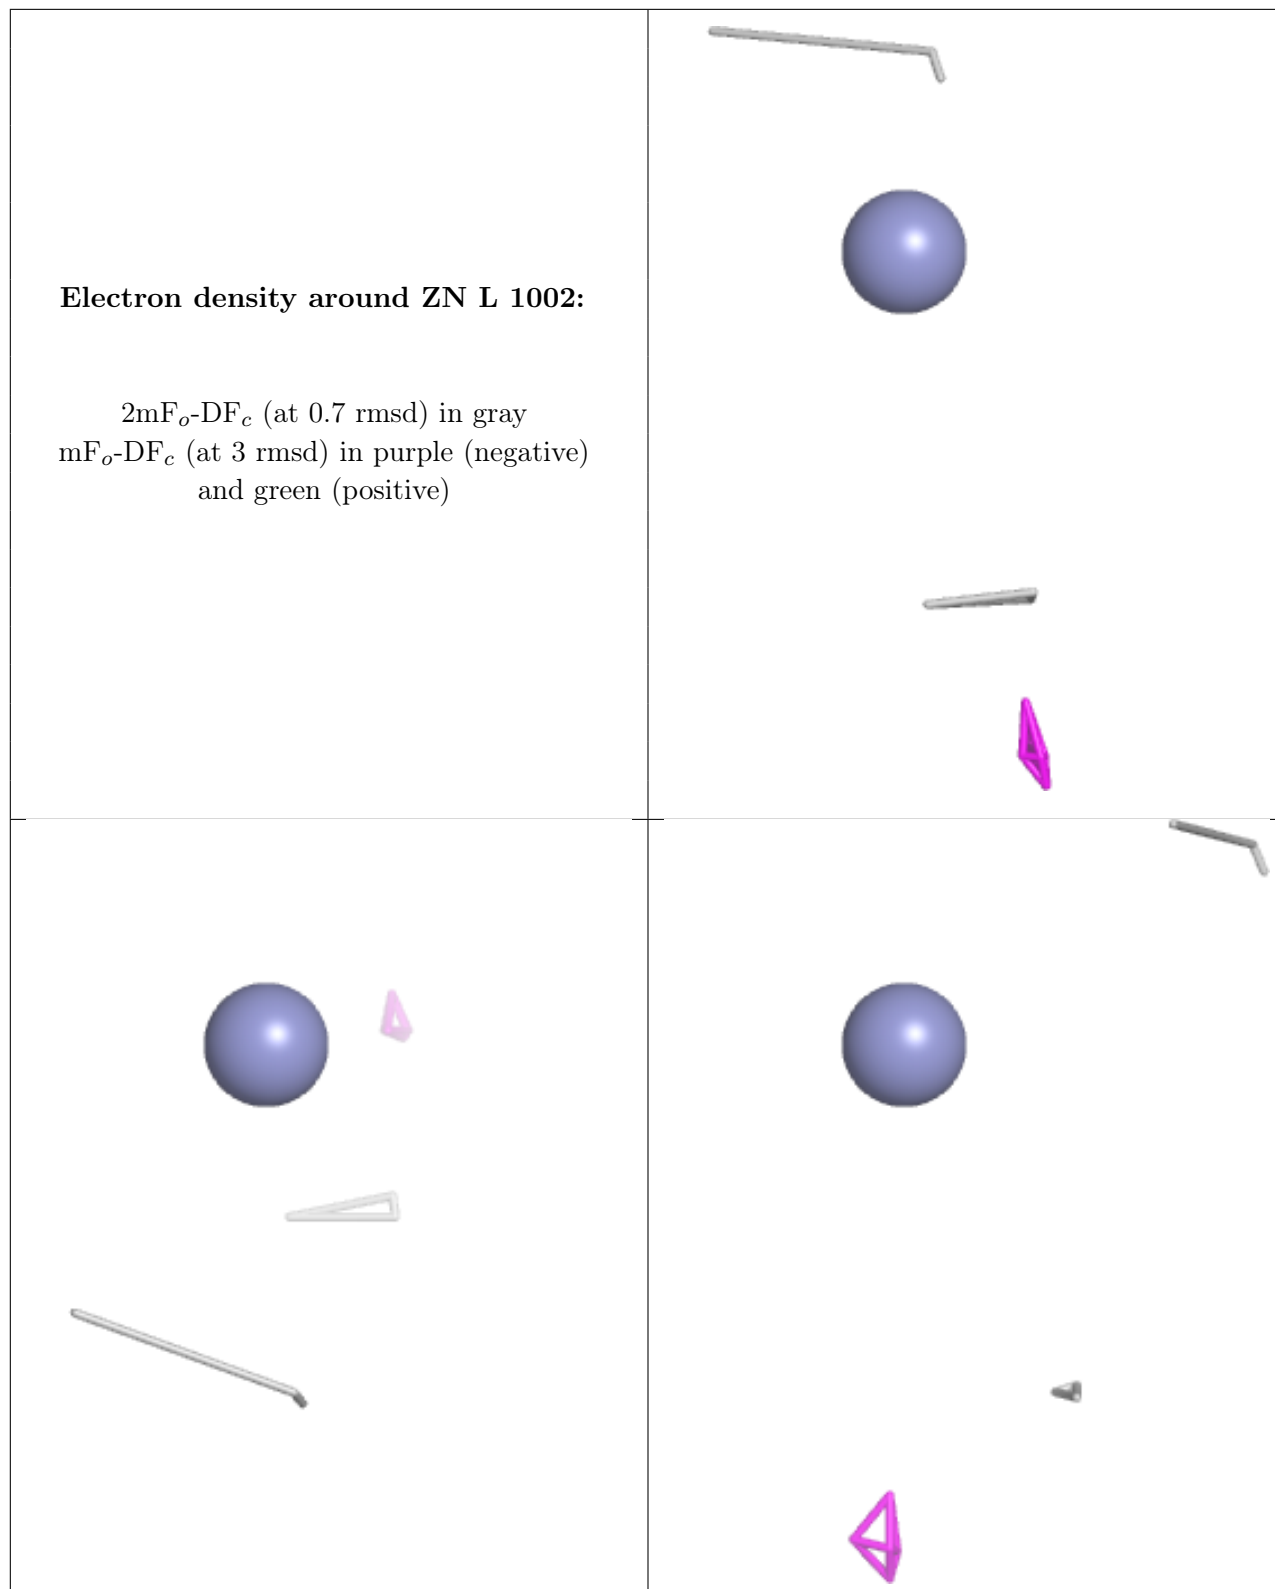 Electron density around ZN L 1002:
2mFo-DFc (at 0.7 rmsd) in gray
mFo-DFc (at 3 rmsd) in purple (negative)
and green (positive)